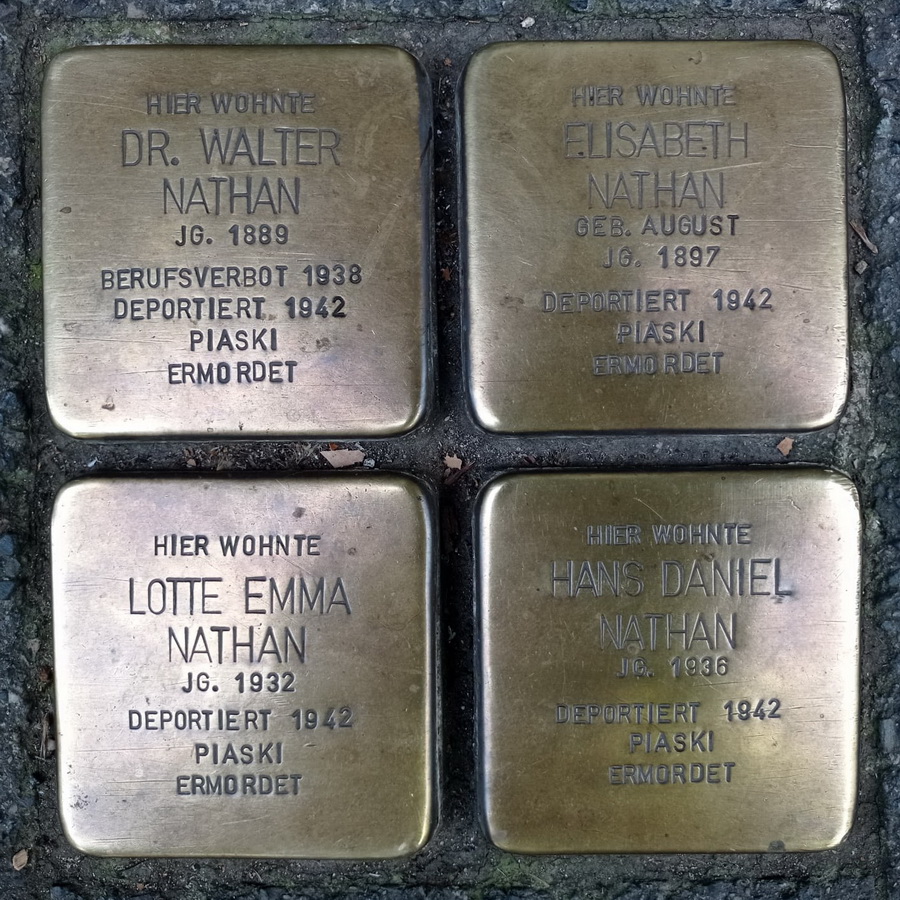 HIER WOHNTE
DR. WALTER
NATHAN
JG. 1889
BERUFSVERBOT 1938
DEPORTIERT 1942
PIASKI
ERMORDET
HIER WOHNTE
ELISABETH
NATHAN
GEB. AUGUST
JG. 1897
DEPORTIERT 1942
PIASKI
ERMORDET
HIER WOHNTE
LOTTE EMMA
NATHAN
JG. 1932
DEPORTIERT 1942
PIASKI
ERMORDET
HIER WOHNTE
HANS DANIEL
NATHAN
JG. 1936
DEPORTIERT 1942
PIASKI
ERMORDET